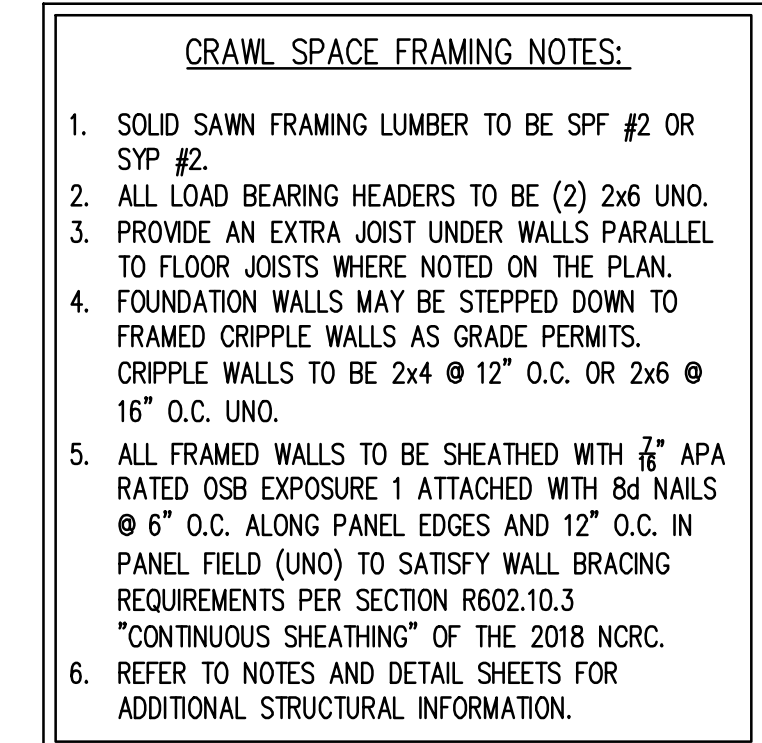 CRAWL SPACE FRAMING NOTES:
1. SOLID SAWN FRAMING LUMBER TO BE SPF #2 OR
SYP #2.
2. ALL LOAD BEARING HEADERS TO BE (2) 2x6 UNO.
3. PROVIDE AN EXTRA JOIST UNDER WALLS PARALLEL
TO FLOOR JOISTS WHERE NOTED ON THE PLAN.
4. FOUNDATION WALLS MAY BE STEPPED DOWN TO
FRAMED CRIPPLE WALLS AS GRADE PERMITS.
CRIPPLE WALLS TO BE 2x4 @ 12" O.C. OR 2x6 @
16" O.C. UNO.
5. ALL FRAMED WALLS TO BE SHEATHED WITH 7/16" APA
RATED OSB EXPOSURE 1 ATTACHED WITH 8d NAILS
@ 6" O.C. ALONG PANEL EDGES AND 12" O.C. IN
PANEL FIELD (UNO) TO SATISFY WALL BRACING
REQUIREMENTS PER SECTION R602.10.3
"CONTINUOUS SHEATHING" OF THE 2018 NCRC.
6. REFER TO NOTES AND DETAIL SHEETS FOR
ADDITIONAL STRUCTURAL INFORMATION.